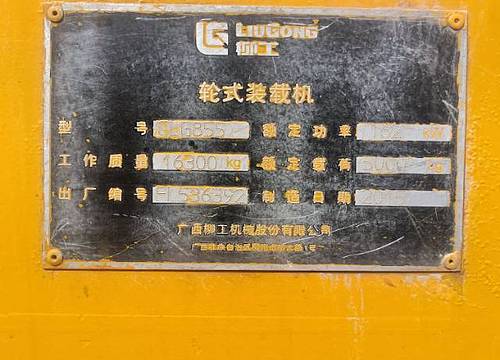 LIUGONG
柳工
轮式装载机
型 号 额定功率 162 kW
工作质量 16300 kg 额定载荷 5000
出厂编号 制造日期
广西柳工机械股份有限公司